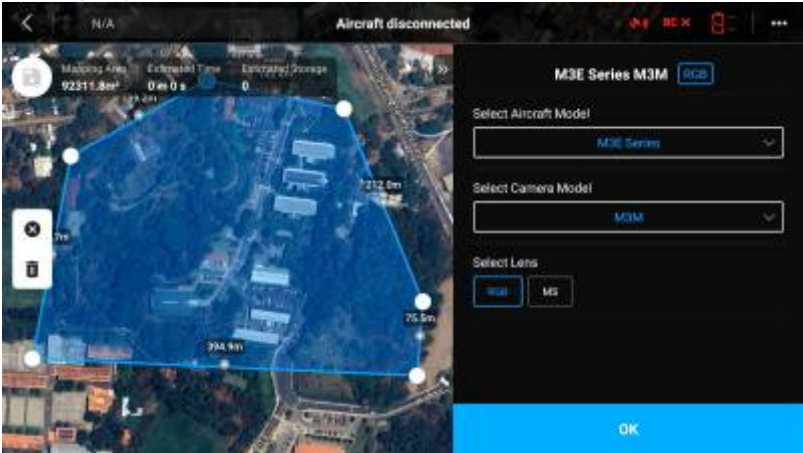 N/A
Aircraft disconnected
RC X
Mapping Area Estimated Time Estimated Storage
92311.8m² 0 m 0 s 0
212.0m
75.5m
394.9m
M3E Series M3M RGB
Select Aircraft Model
M3E Series
Select Camera Model
M3M
Select Lens
RGB MS
OK